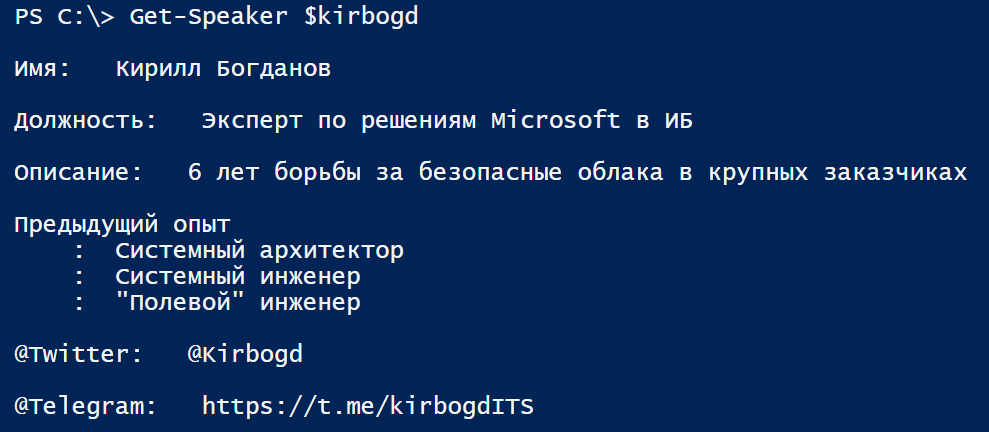 PS C:\> Get-Speaker $kirbogd
Имя: Кирилл Богданов
Должность: Эксперт по решениям Microsoft в ИБ
Описание: 6 лет борьбы за безопасные облака в крупных заказчиках
Предыдущий опыт
: Системный архитектор
: Системный инженер
: "Полевой" инженер
@Twitter: @Kirbogd
@Telegram: https://t.me/kirbogdITS